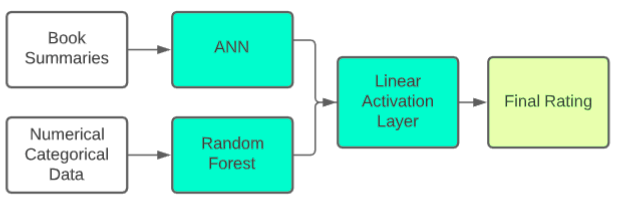 Book
Summaries
ANN
Numerical
Categorical
Data
Random
Forest
Linear
Activation
Layer
Final Rating